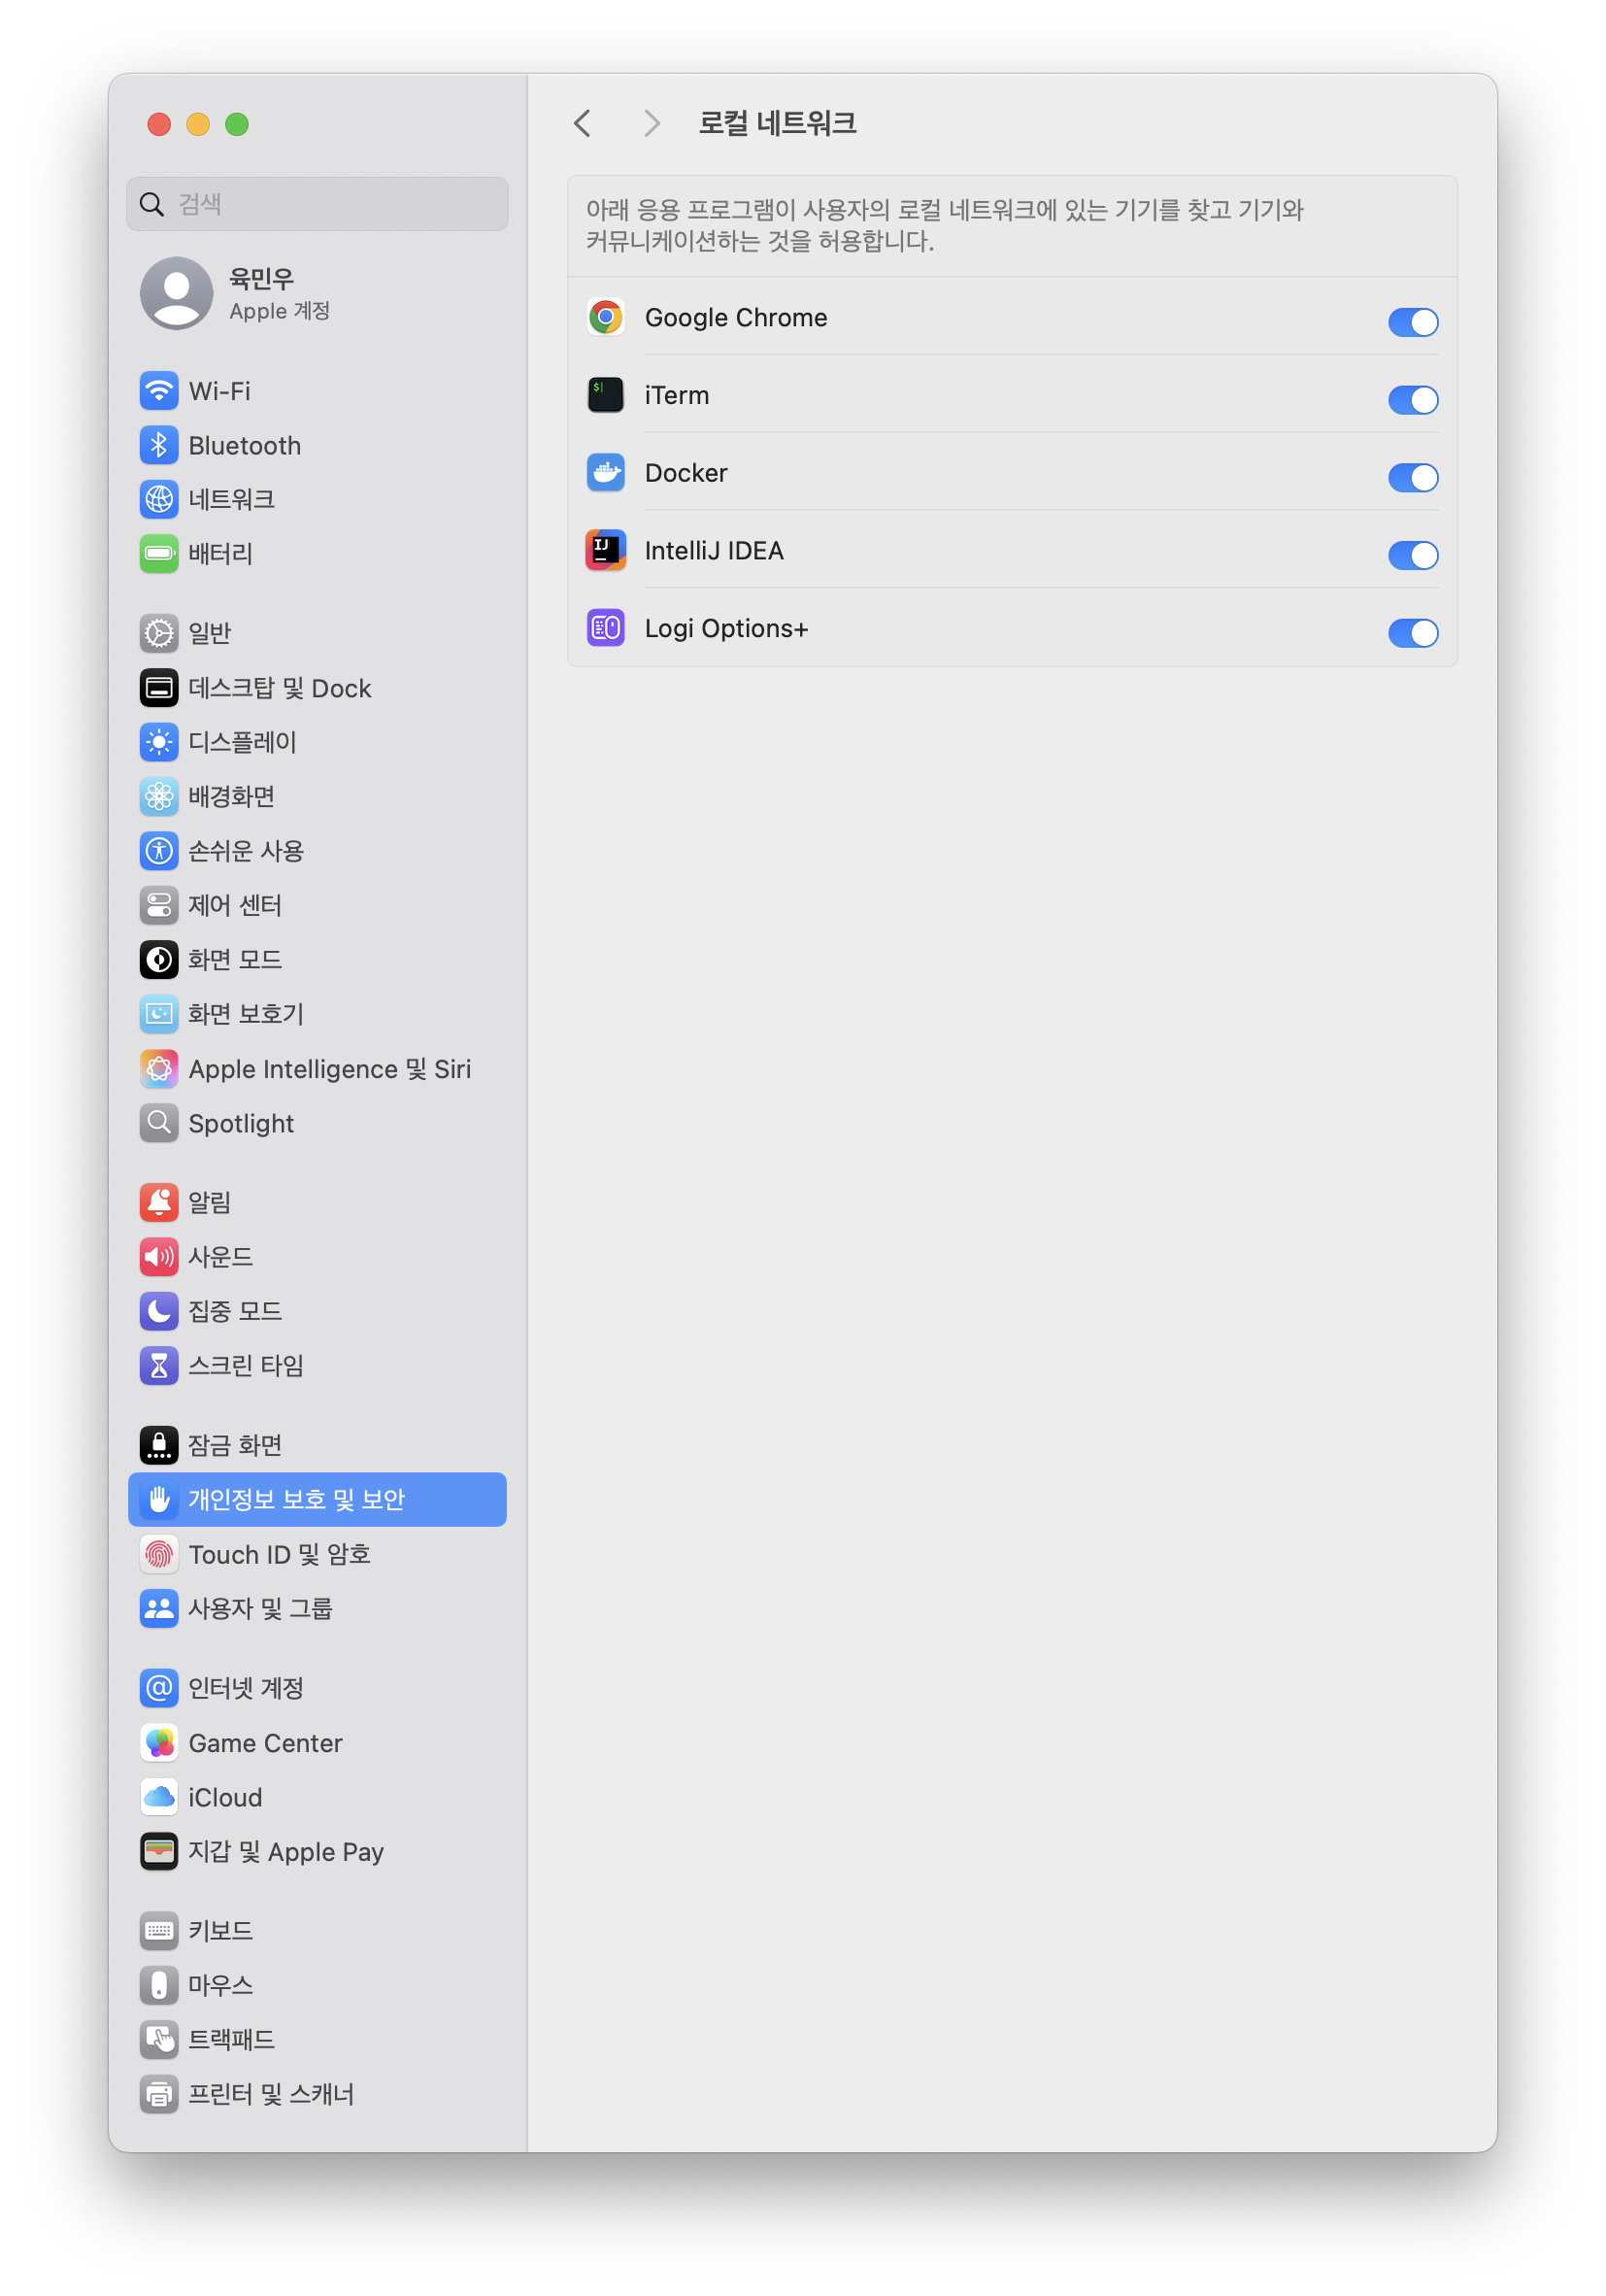 로컬 네트워크
검색
육민우
Apple 계정
Wi-Fi
Bluetooth
네트워크
배터리
일반
데스크탑 및 Dock
디스플레이
배경화면
손쉬운 사용
제어 센터
화면 모드
화면 보호기
Apple Intelligence 및 Siri
Spotlight
알림
사운드
집중 모드
스크린 타임
잠금 화면
개인정보 보호 및 보안
Touch ID 및 암호
사용자 및 그룹
인터넷 계정
Game Center
iCloud
지갑 및 Apple Pay
키보드
마우스
트랙패드
프린터 및 스캐너
아래 응용 프로그램이 사용자의 로컬 네트워크에 있는 기기를 찾고 기기와
커뮤니케이션하는 것을 허용합니다.
Google Chrome
$
iTerm
Docker
IJ
IntelliJ IDEA
Logi Options+